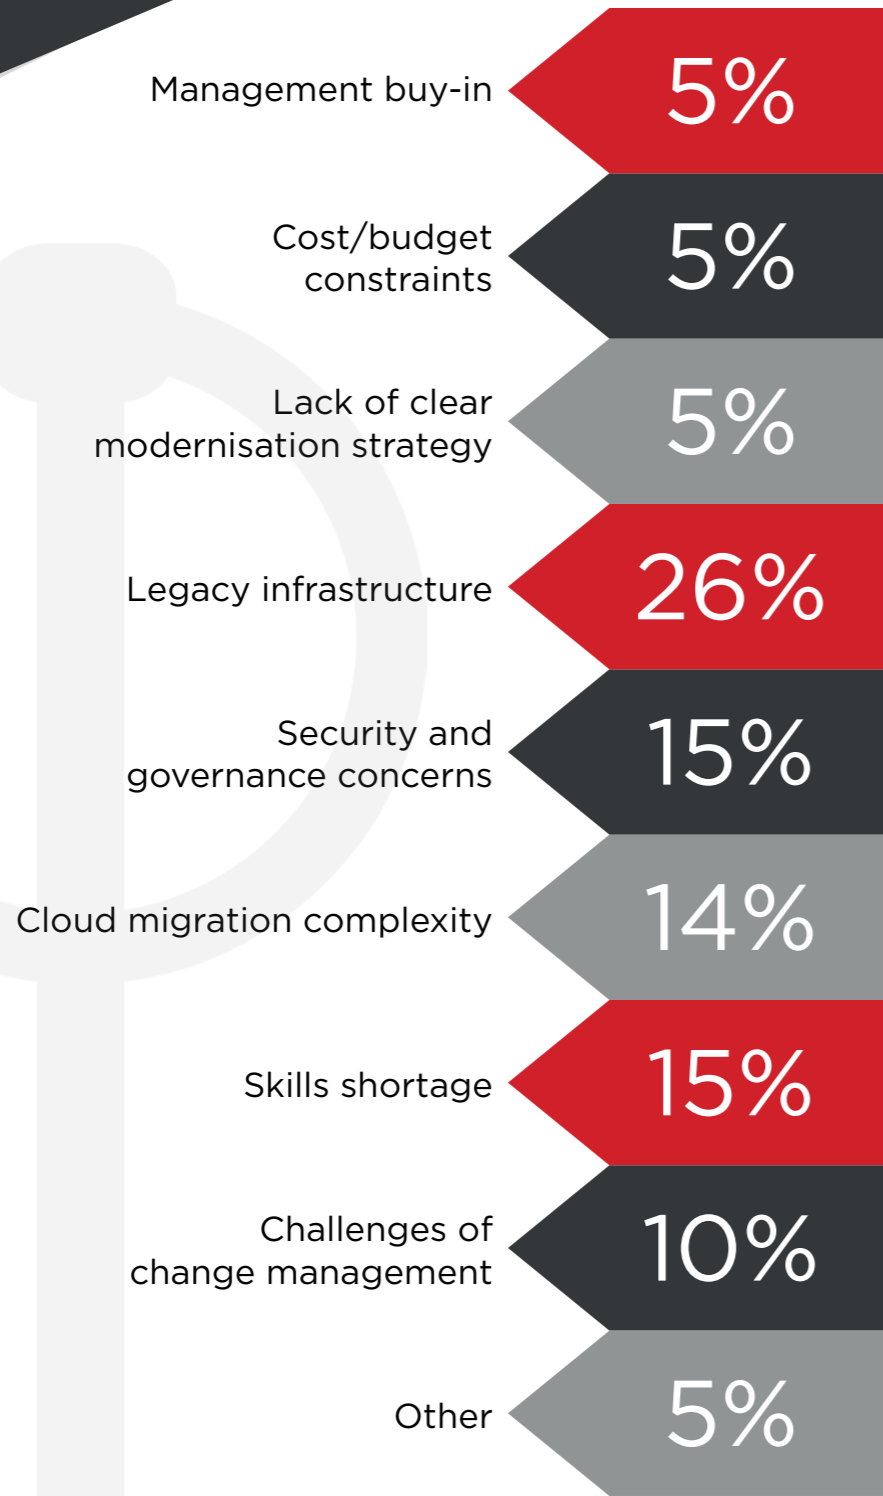 Management buy-in
5%
Cost/budget
constraints
5%
Lack of clear
modernisation strategy
5%
Legacy infrastructure
26%
Security and
governance concerns
15%
Cloud migration complexity
14%
Skills shortage
15%
Challenges of
change management
10%
Other
5%